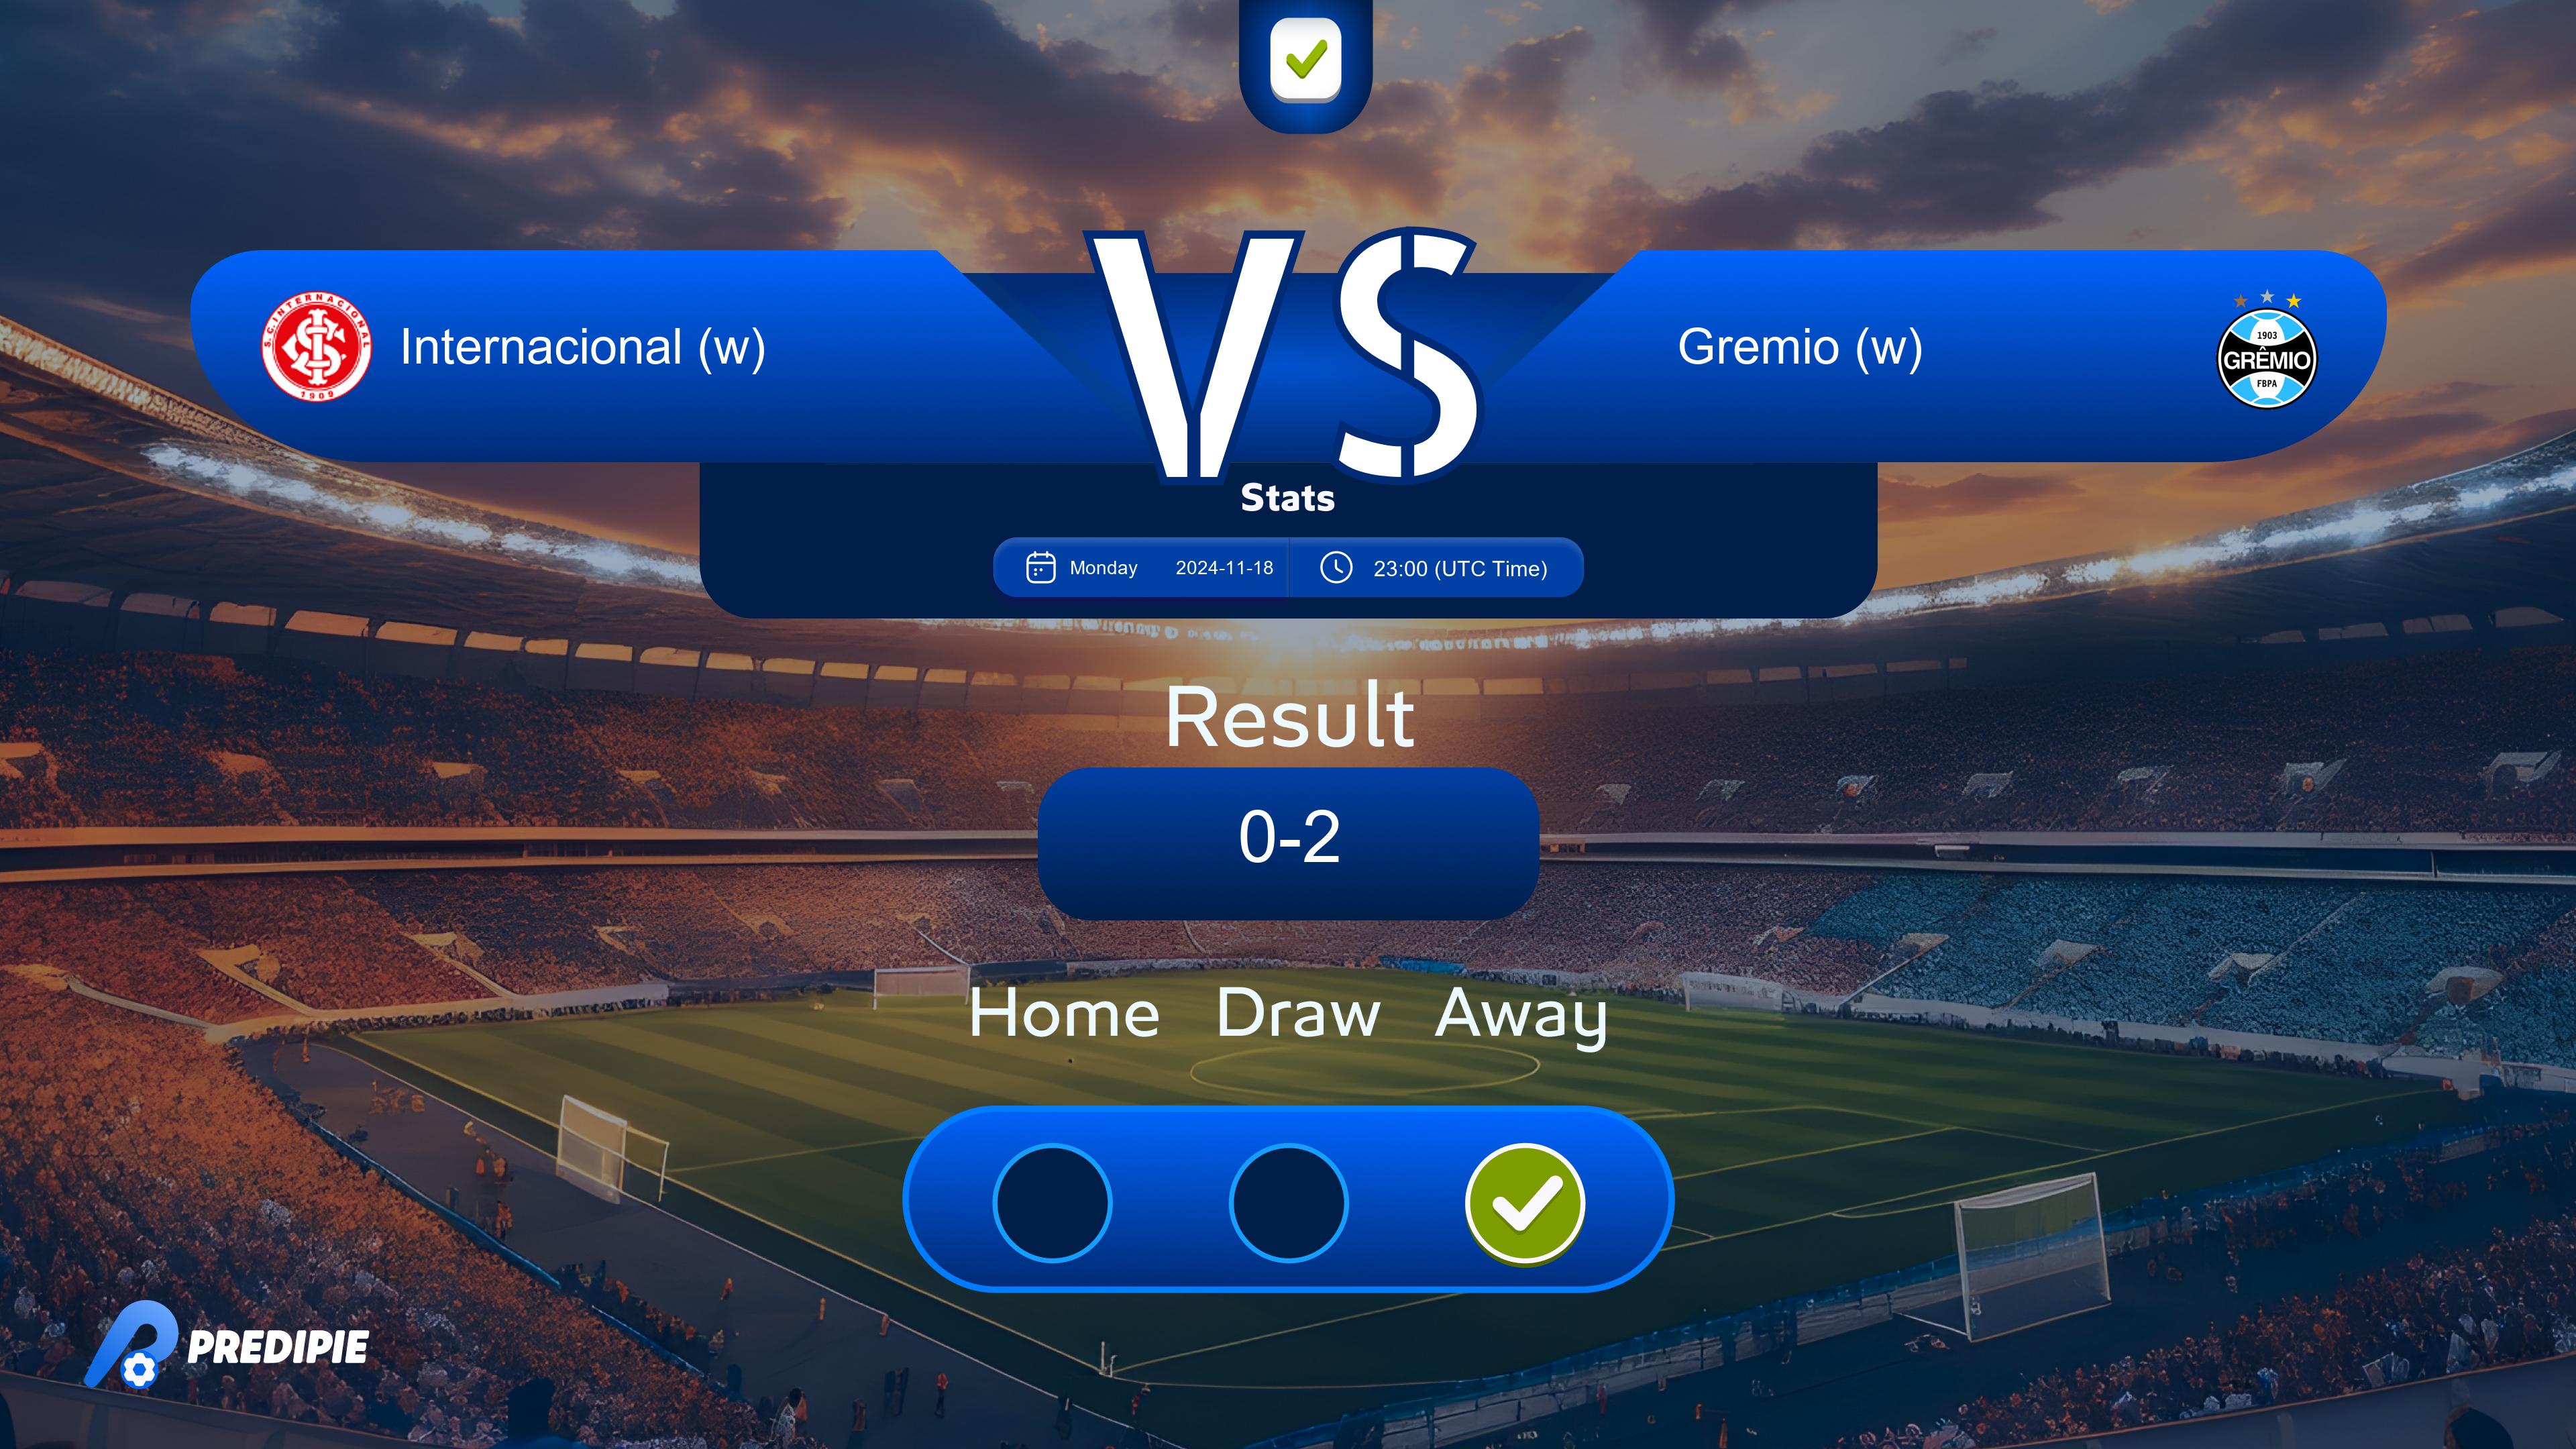 VS
S.C. INTERNACIONAL
1909
Internacional (w)
Gremio (w)
1903
GRÊMIO
FBPA
Stats
Monday 2024-11-18 23:00 (UTC Time)
Result
0-2
Home Draw Away
PREDIPIE